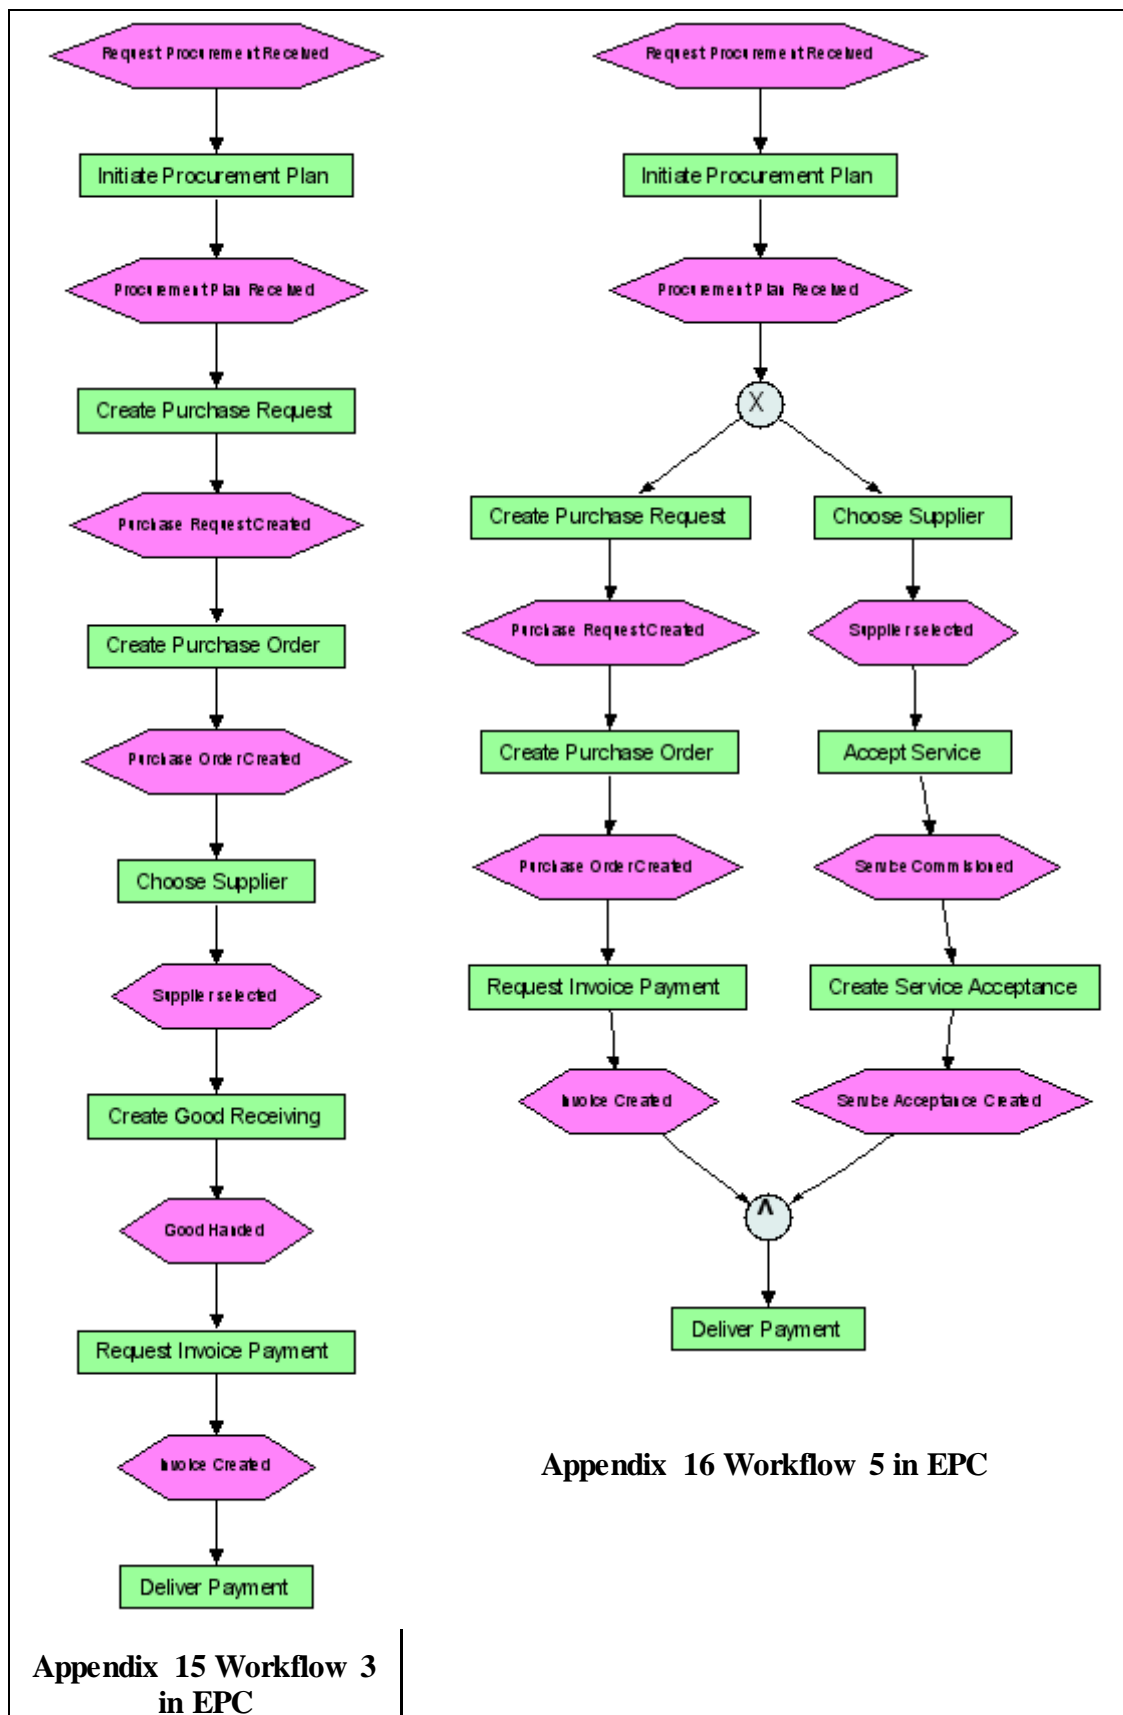 Request Procurement Received
Initiate Procurement Plan
Procurement Plan Received
Create Purchase Request
Purchase Request Created
Create Purchase Order
Purchase Order Created
Choose Supplier
Supplier selected
Create Good Receiving
Good Handed
Request Invoice Payment
Invoice Created
Deliver Payment
Appendix 15 Workflow 3
in EPC
Request Procurement Received
Initiate Procurement Plan
Procurement Plan Received
X
Create Purchase Request
Purchase Request Created
Create Purchase Order
Purchase Order Created
Request Invoice Payment
Invoice Created
Choose Supplier
Supplier selected
Accept Service
Service Commisioned
Create Service Acceptance
Service Acceptance Created
^
Deliver Payment
Appendix 16 Workflow 5 in EPC